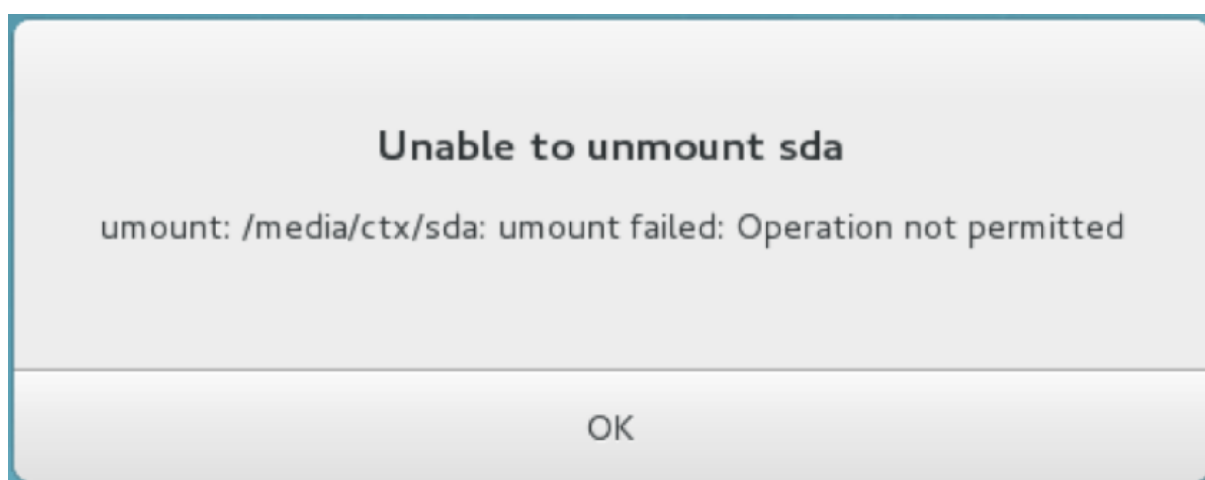 Unable to unmount sda
umount: /media/ctx/sda: umount failed: Operation not permitted
OK